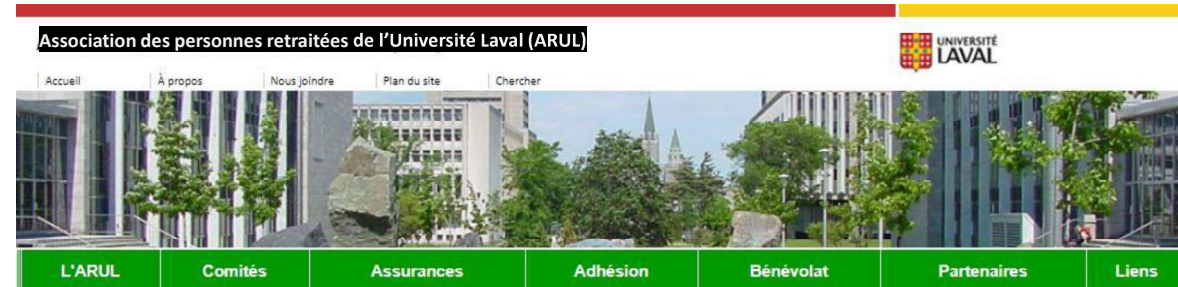 Association des personnes retraitées de l’Université Laval (ARUL)
UNIVERSITÉ
LAVAL
Accueil À propos Nous joindre Plan du site Chercher
L'ARUL Comités Assurances Adhésion Bénévolat Partenaires Liens